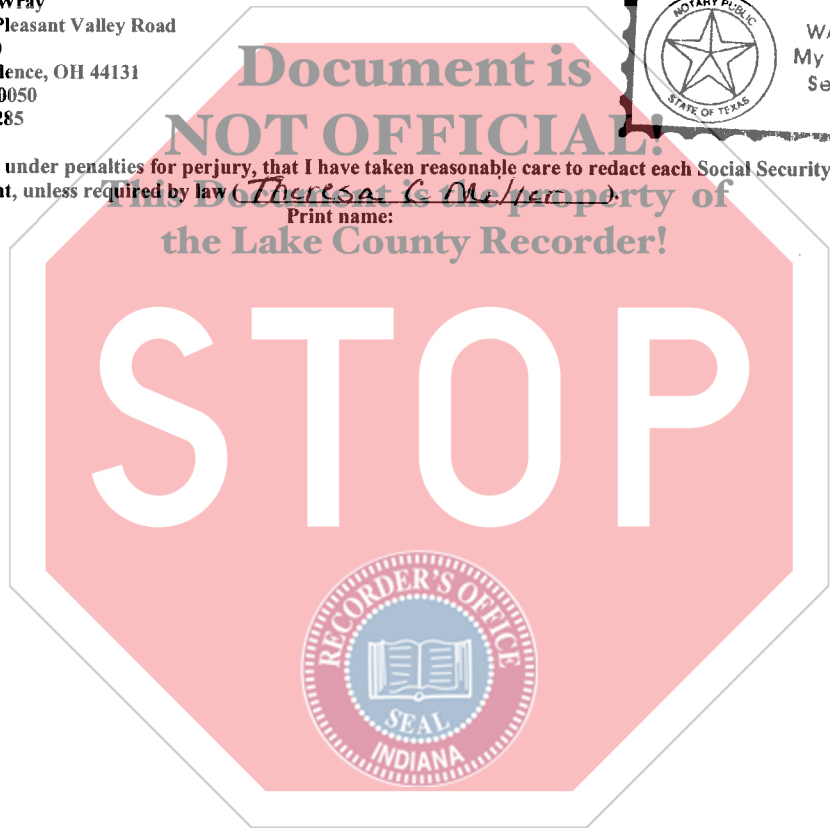 Wray
Pleasant Valley Road
lence, OH 44131
0050
285
NOTARY PUBLIC
STATE OF TEXAS
WA
My
Se
Document is
NOT OFFICIAL!
under penalties for perjury, that I have taken reasonable care to redact each Social Security
nt, unless required by law ( Theresa C ).
This Document is the property of
Print name:
the Lake County Recorder!
STOP
RECORDER'S OFFICE
SEAL
INDIANA